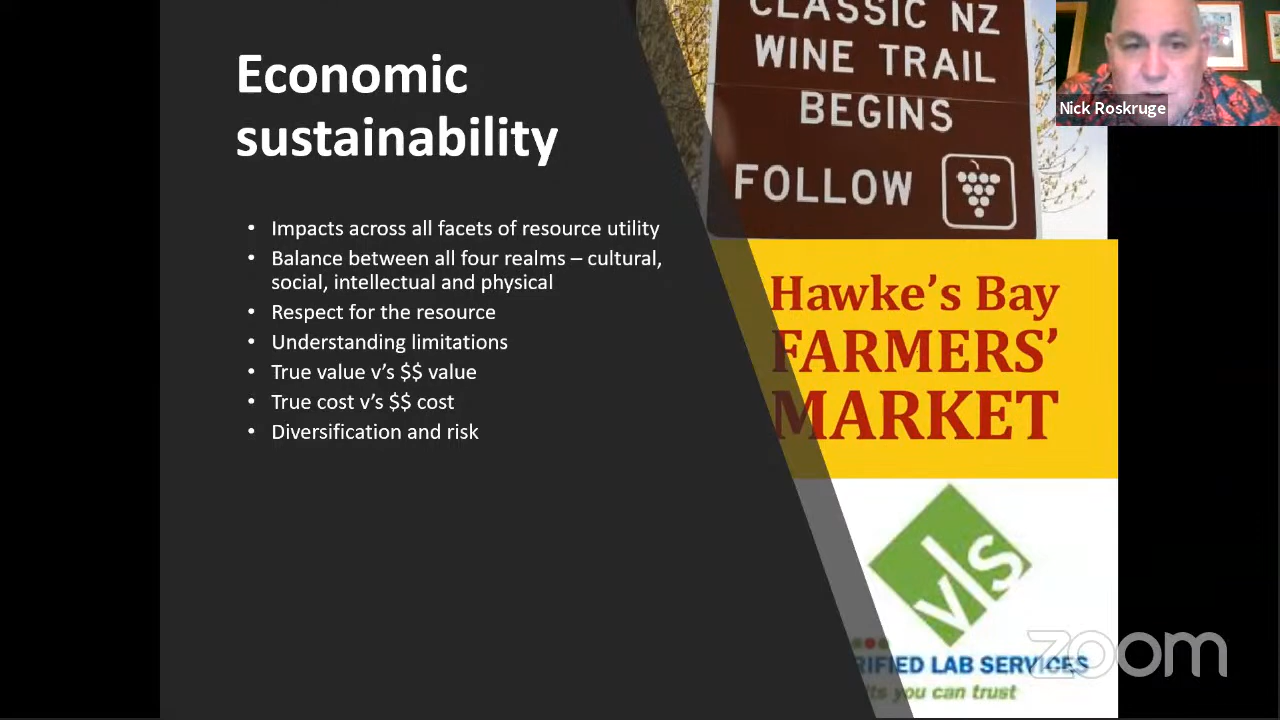 Economic
sustainability
• Impacts across all facets of resource utility
• Balance between all four realms – cultural,
social, intellectual and physical
• Respect for the resource
• Understanding limitations
• True value v's $$ value
• True cost v's $$ cost
• Diversification and risk
CLASSIC NZ
WINE TRAIL
BEGINS
FOLLOW
Hawke's Bay
FARMERS'
MARKET
vls
RIFIED LAB SERVICES
ts you can trust
Nick Roskruge
zoom